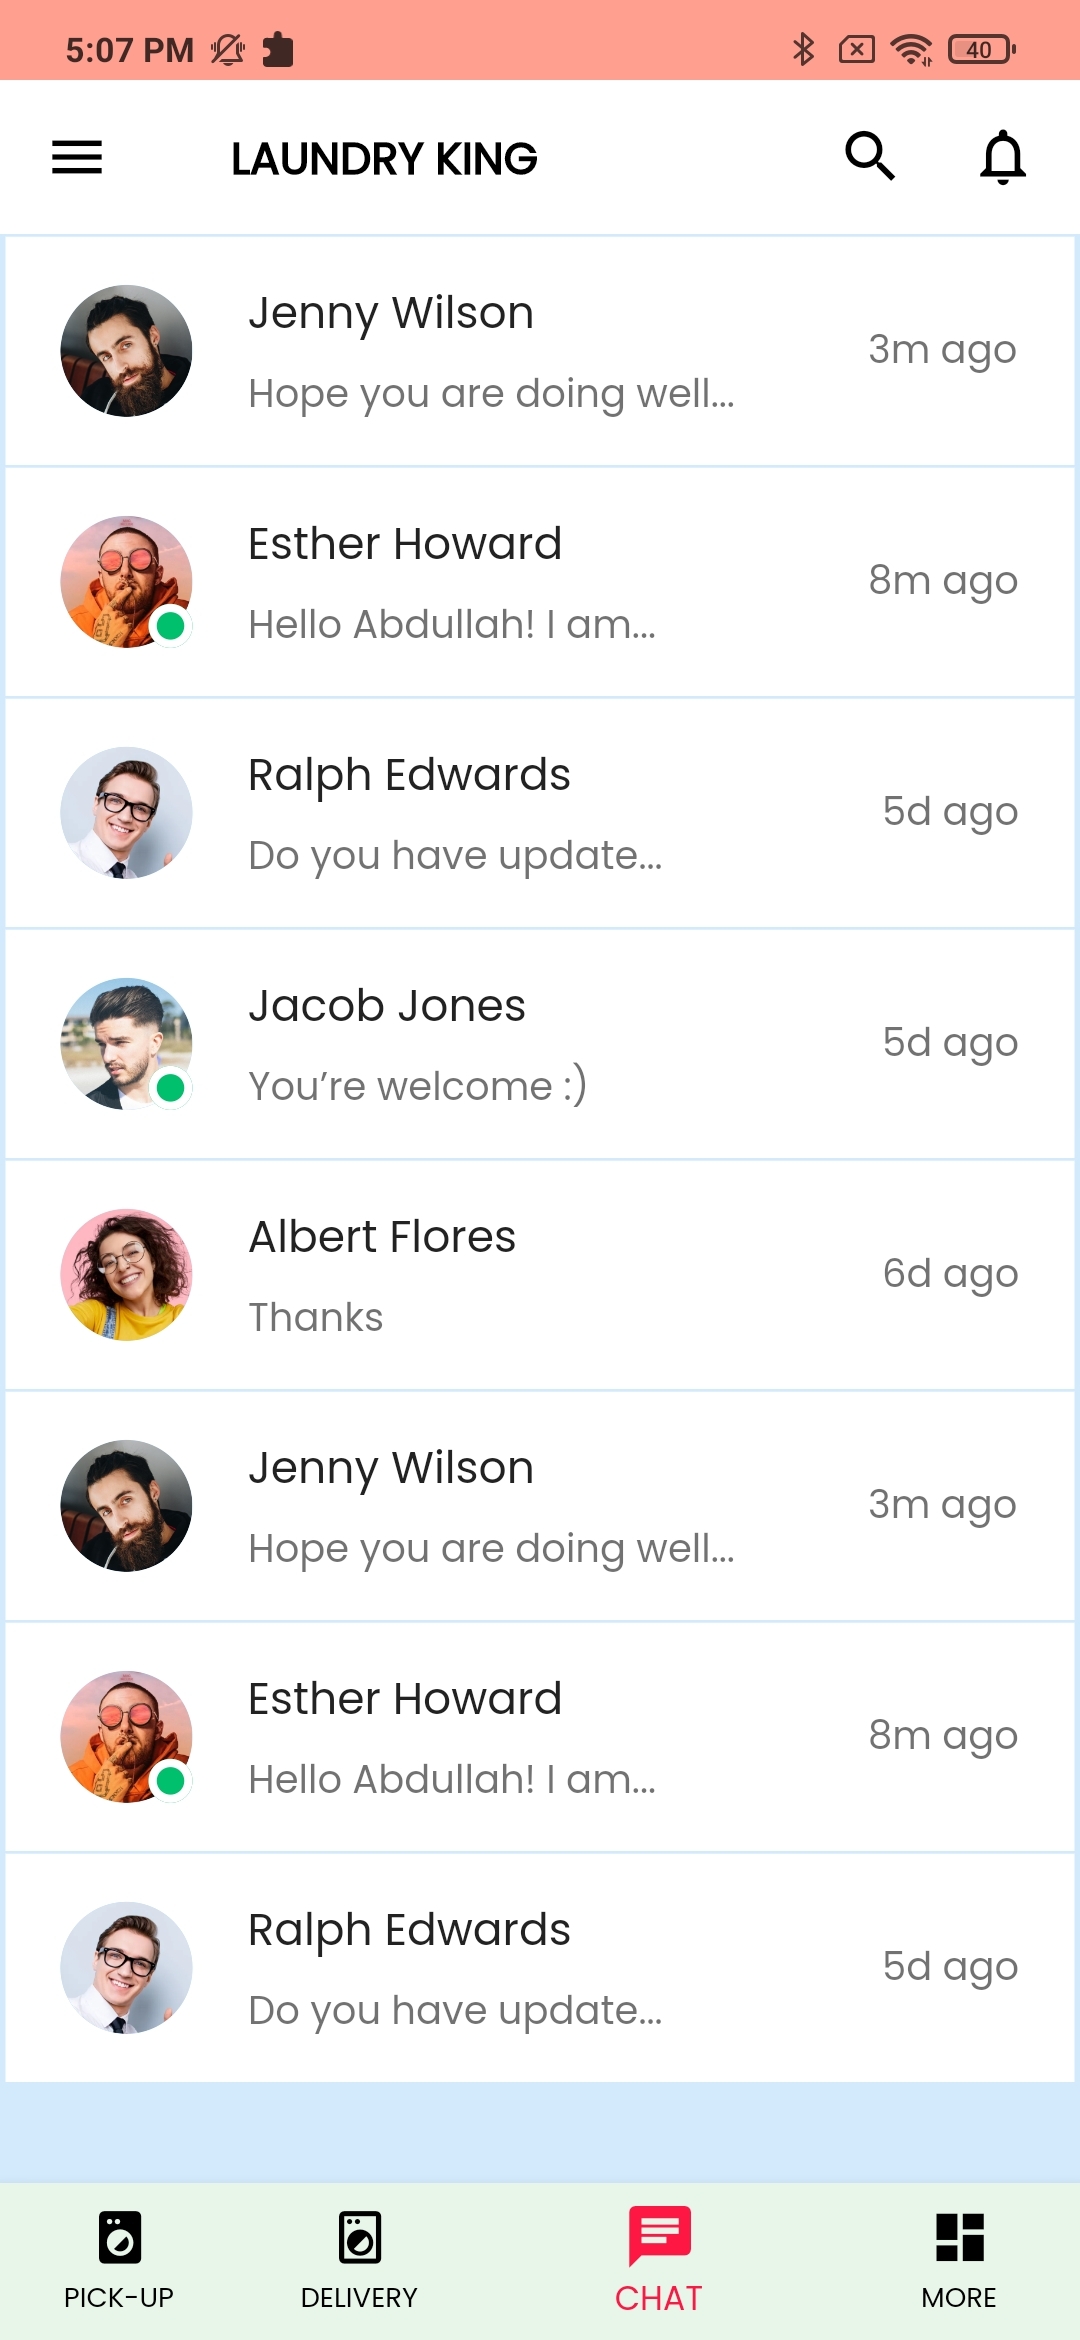 5:07 PM
40
LAUNDRY KING
Jenny Wilson
3m ago
Hope you are doing well...
Esther Howard
8m ago
Hello Abdullah! I am...
Ralph Edwards
5d ago
Do you have update...
Jacob Jones
5d ago
You’re welcome :)
Albert Flores
6d ago
Thanks
Jenny Wilson
3m ago
Hope you are doing well...
Esther Howard
8m ago
Hello Abdullah! I am...
Ralph Edwards
5d ago
Do you have update...
PICK-UP
DELIVERY
CHAT
MORE